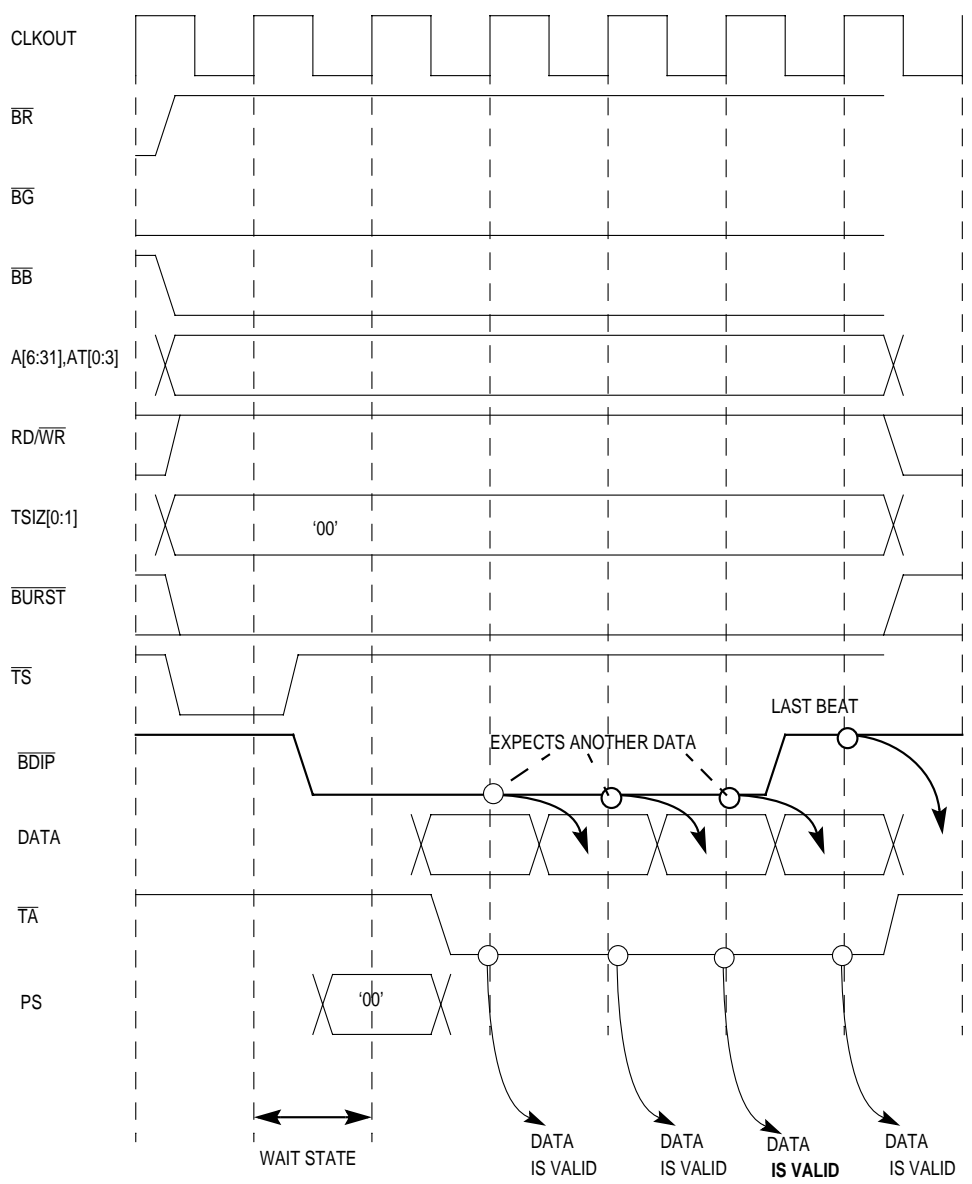 CLKOUT
BR
BG
BB
A[6:31],AT[0:3]
RD/WR
TSIZ[0:1]
‘00’
BURST
TS
LAST BEAT
EXPECTS ANOTHER DATA
BDIP
DATA
TA
PS
‘00’
WAIT STATE
DATA
IS VALID
DATA
IS VALID
DATA
IS VALID
DATA
IS VALID